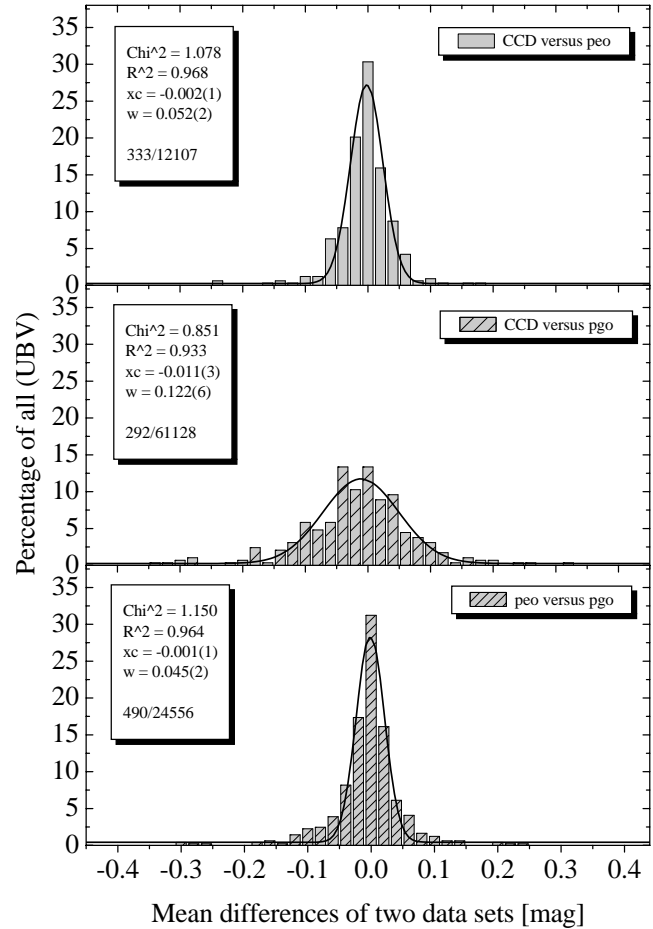 35
30
25
20
15
10
5
0
Chi^2 = 1.078
R^2 = 0.968
xc = -0.002(1)
w = 0.052(2)
333/12107
CCD versus peo
35
30
25
20
15
10
5
0
Chi^2 = 0.851
R^2 = 0.933
xc = -0.011(3)
w = 0.122(6)
292/61128
CCD versus pgo
Percentage of all (UBV)
35
30
25
20
15
10
5
0
Chi^2 = 1.150
R^2 = 0.964
xc = -0.001(1)
w = 0.045(2)
490/24556
peo versus pgo
-0.4 -0.3 -0.2 -0.1 0.0 0.1 0.2 0.3 0.4
Mean differences of two data sets [mag]